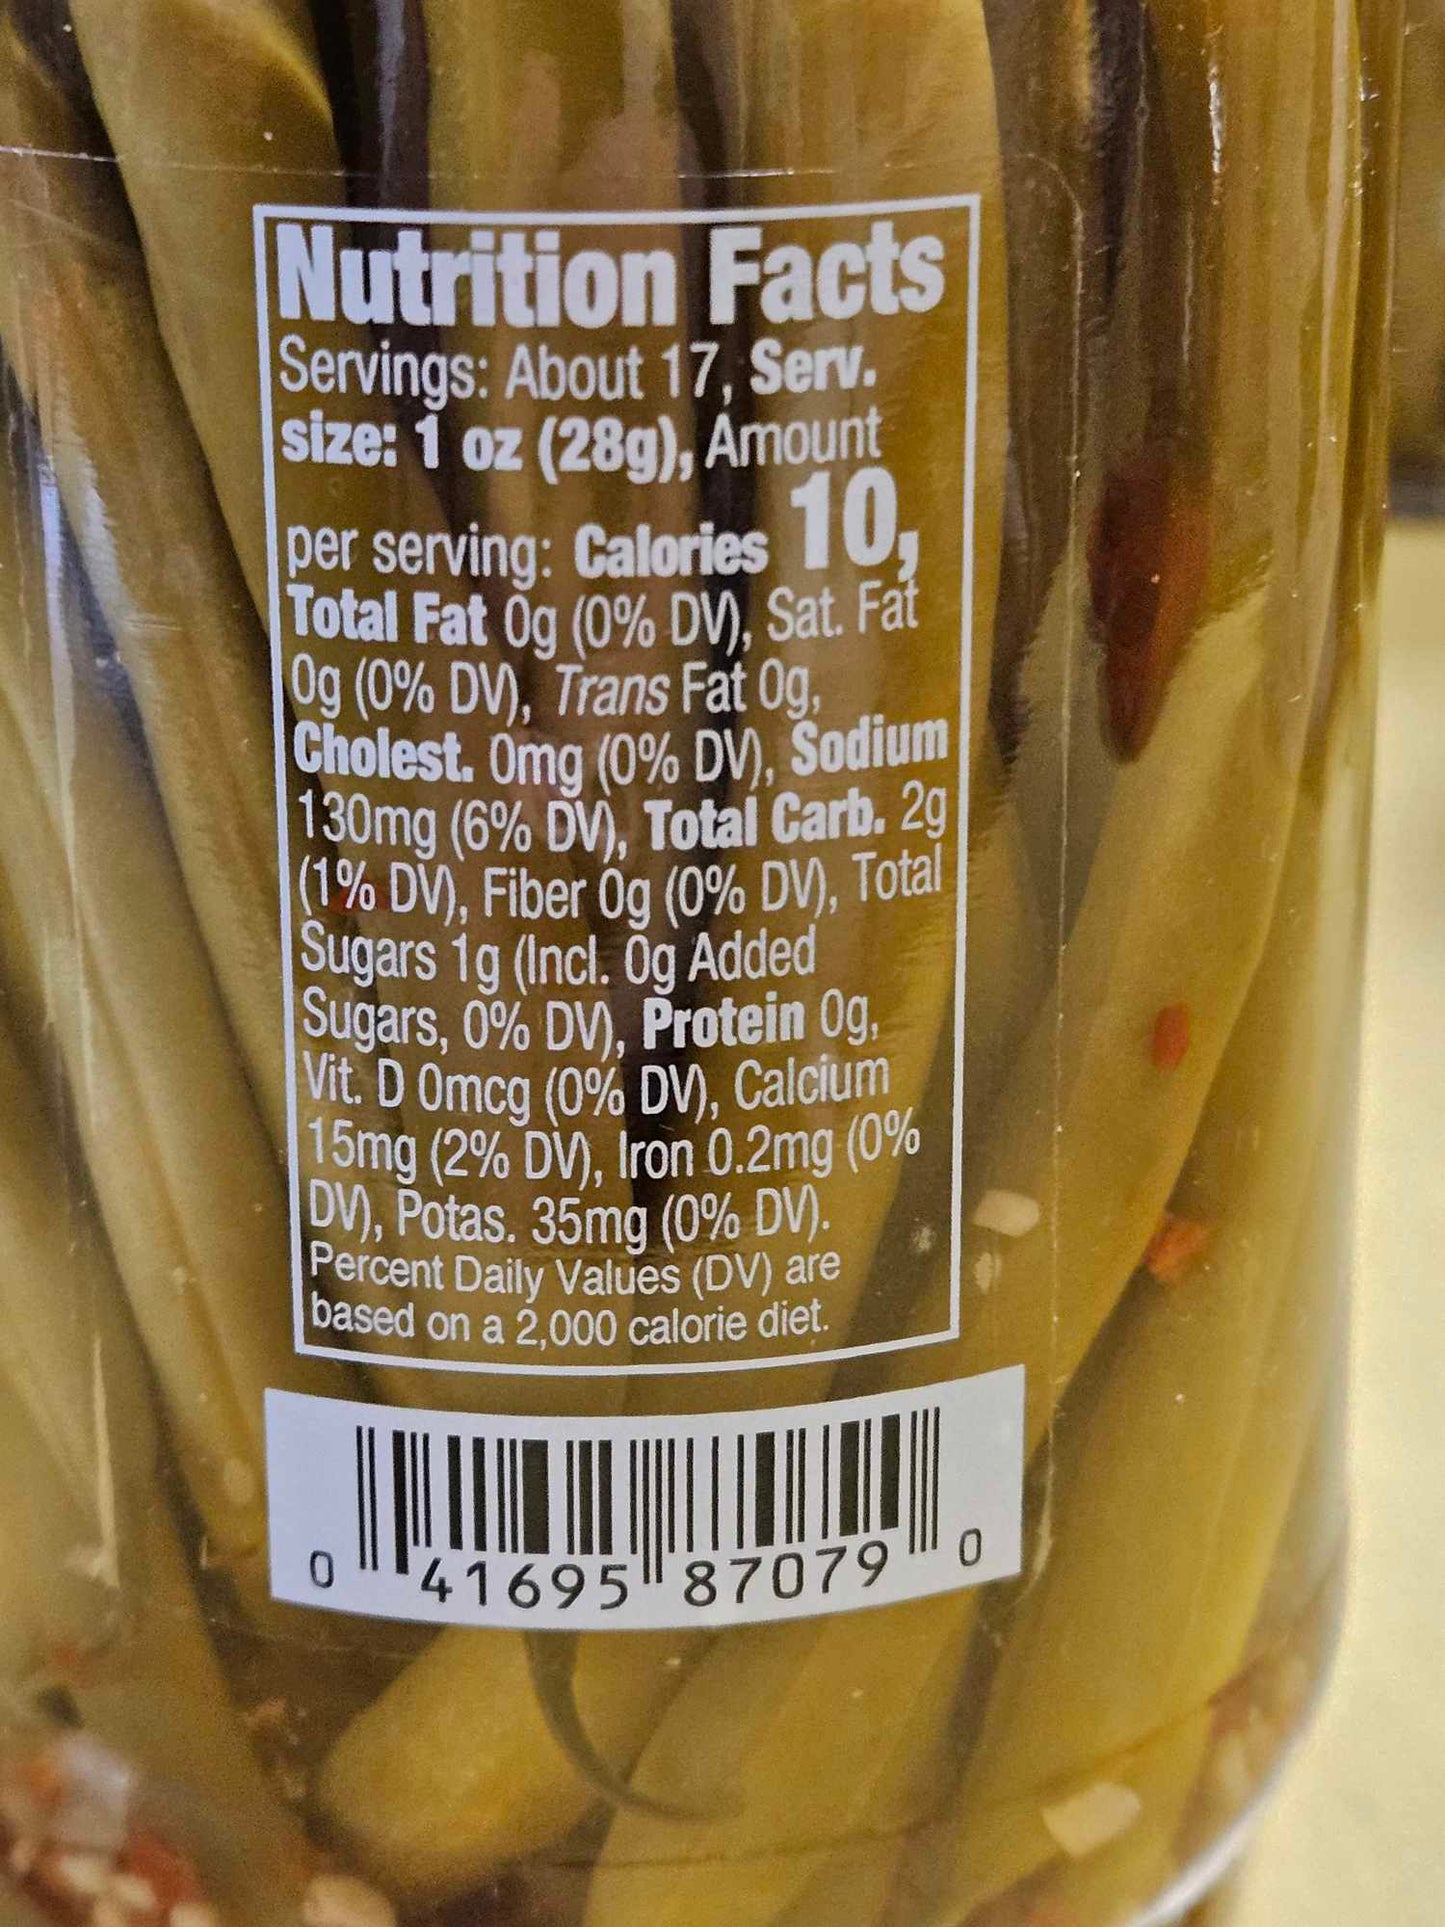 Nutrition Facts
Servings: About 17, Serv.
size: 1 oz (28g), Amount
per serving: Calories 10,
Total Fat 0g (0% DV), Sat. Fat
0g (0% DV), Trans Fat 0g,
Cholest. 0mg (0% DV), Sodium
130mg (6% DV), Total Carb. 2g
(1% DV), Fiber 0g (0% DV), Total
Sugars 1g (Incl. 0g Added
Sugars, 0% DV), Protein 0g,
Vit. D 0mcg (0% DV), Calcium
15mg (2% DV), Iron 0.2mg (0%
DV), Potas. 35mg (0% DV).
Percent Daily Values (DV) are
based on a 2,000 calorie diet.
0 41695 87079 0